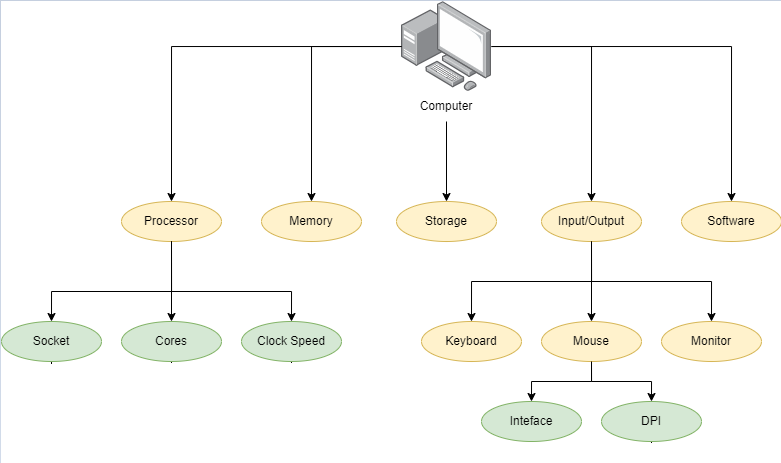 Computer
Processor
Memory
Storage
Input/Output
Software
Socket
Cores
Clock Speed
Keyboard
Mouse
Monitor
Inteface
DPI